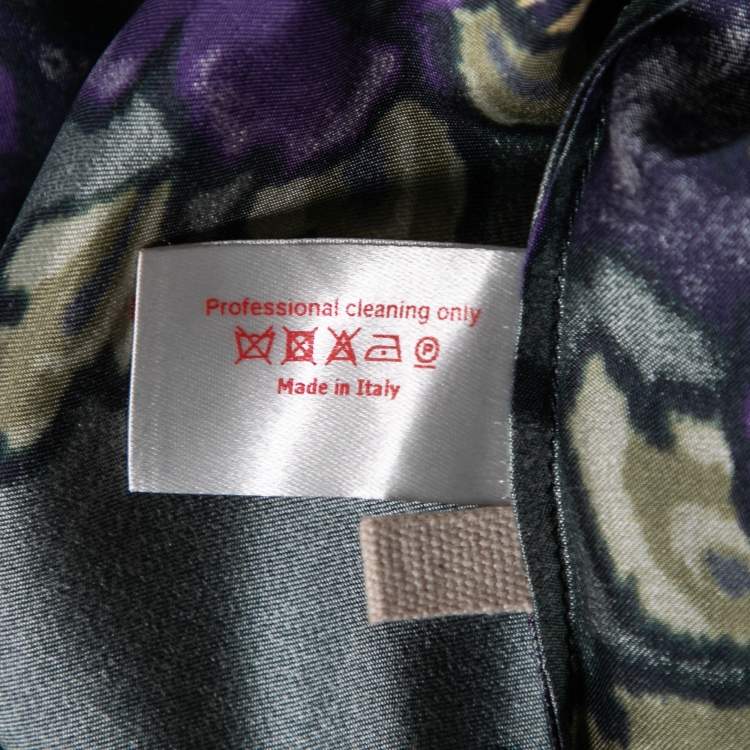 Professional cleaning only
P
Made in Italy